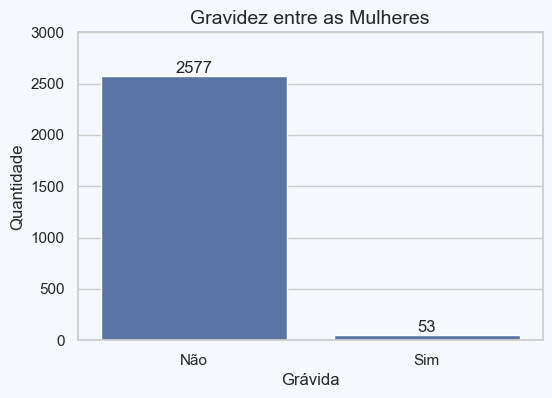 Gravidez entre as Mulheres
3000
2500
2000
1500
1000
500
0
Quantidade
2577
53
Não
Sim
Grávida